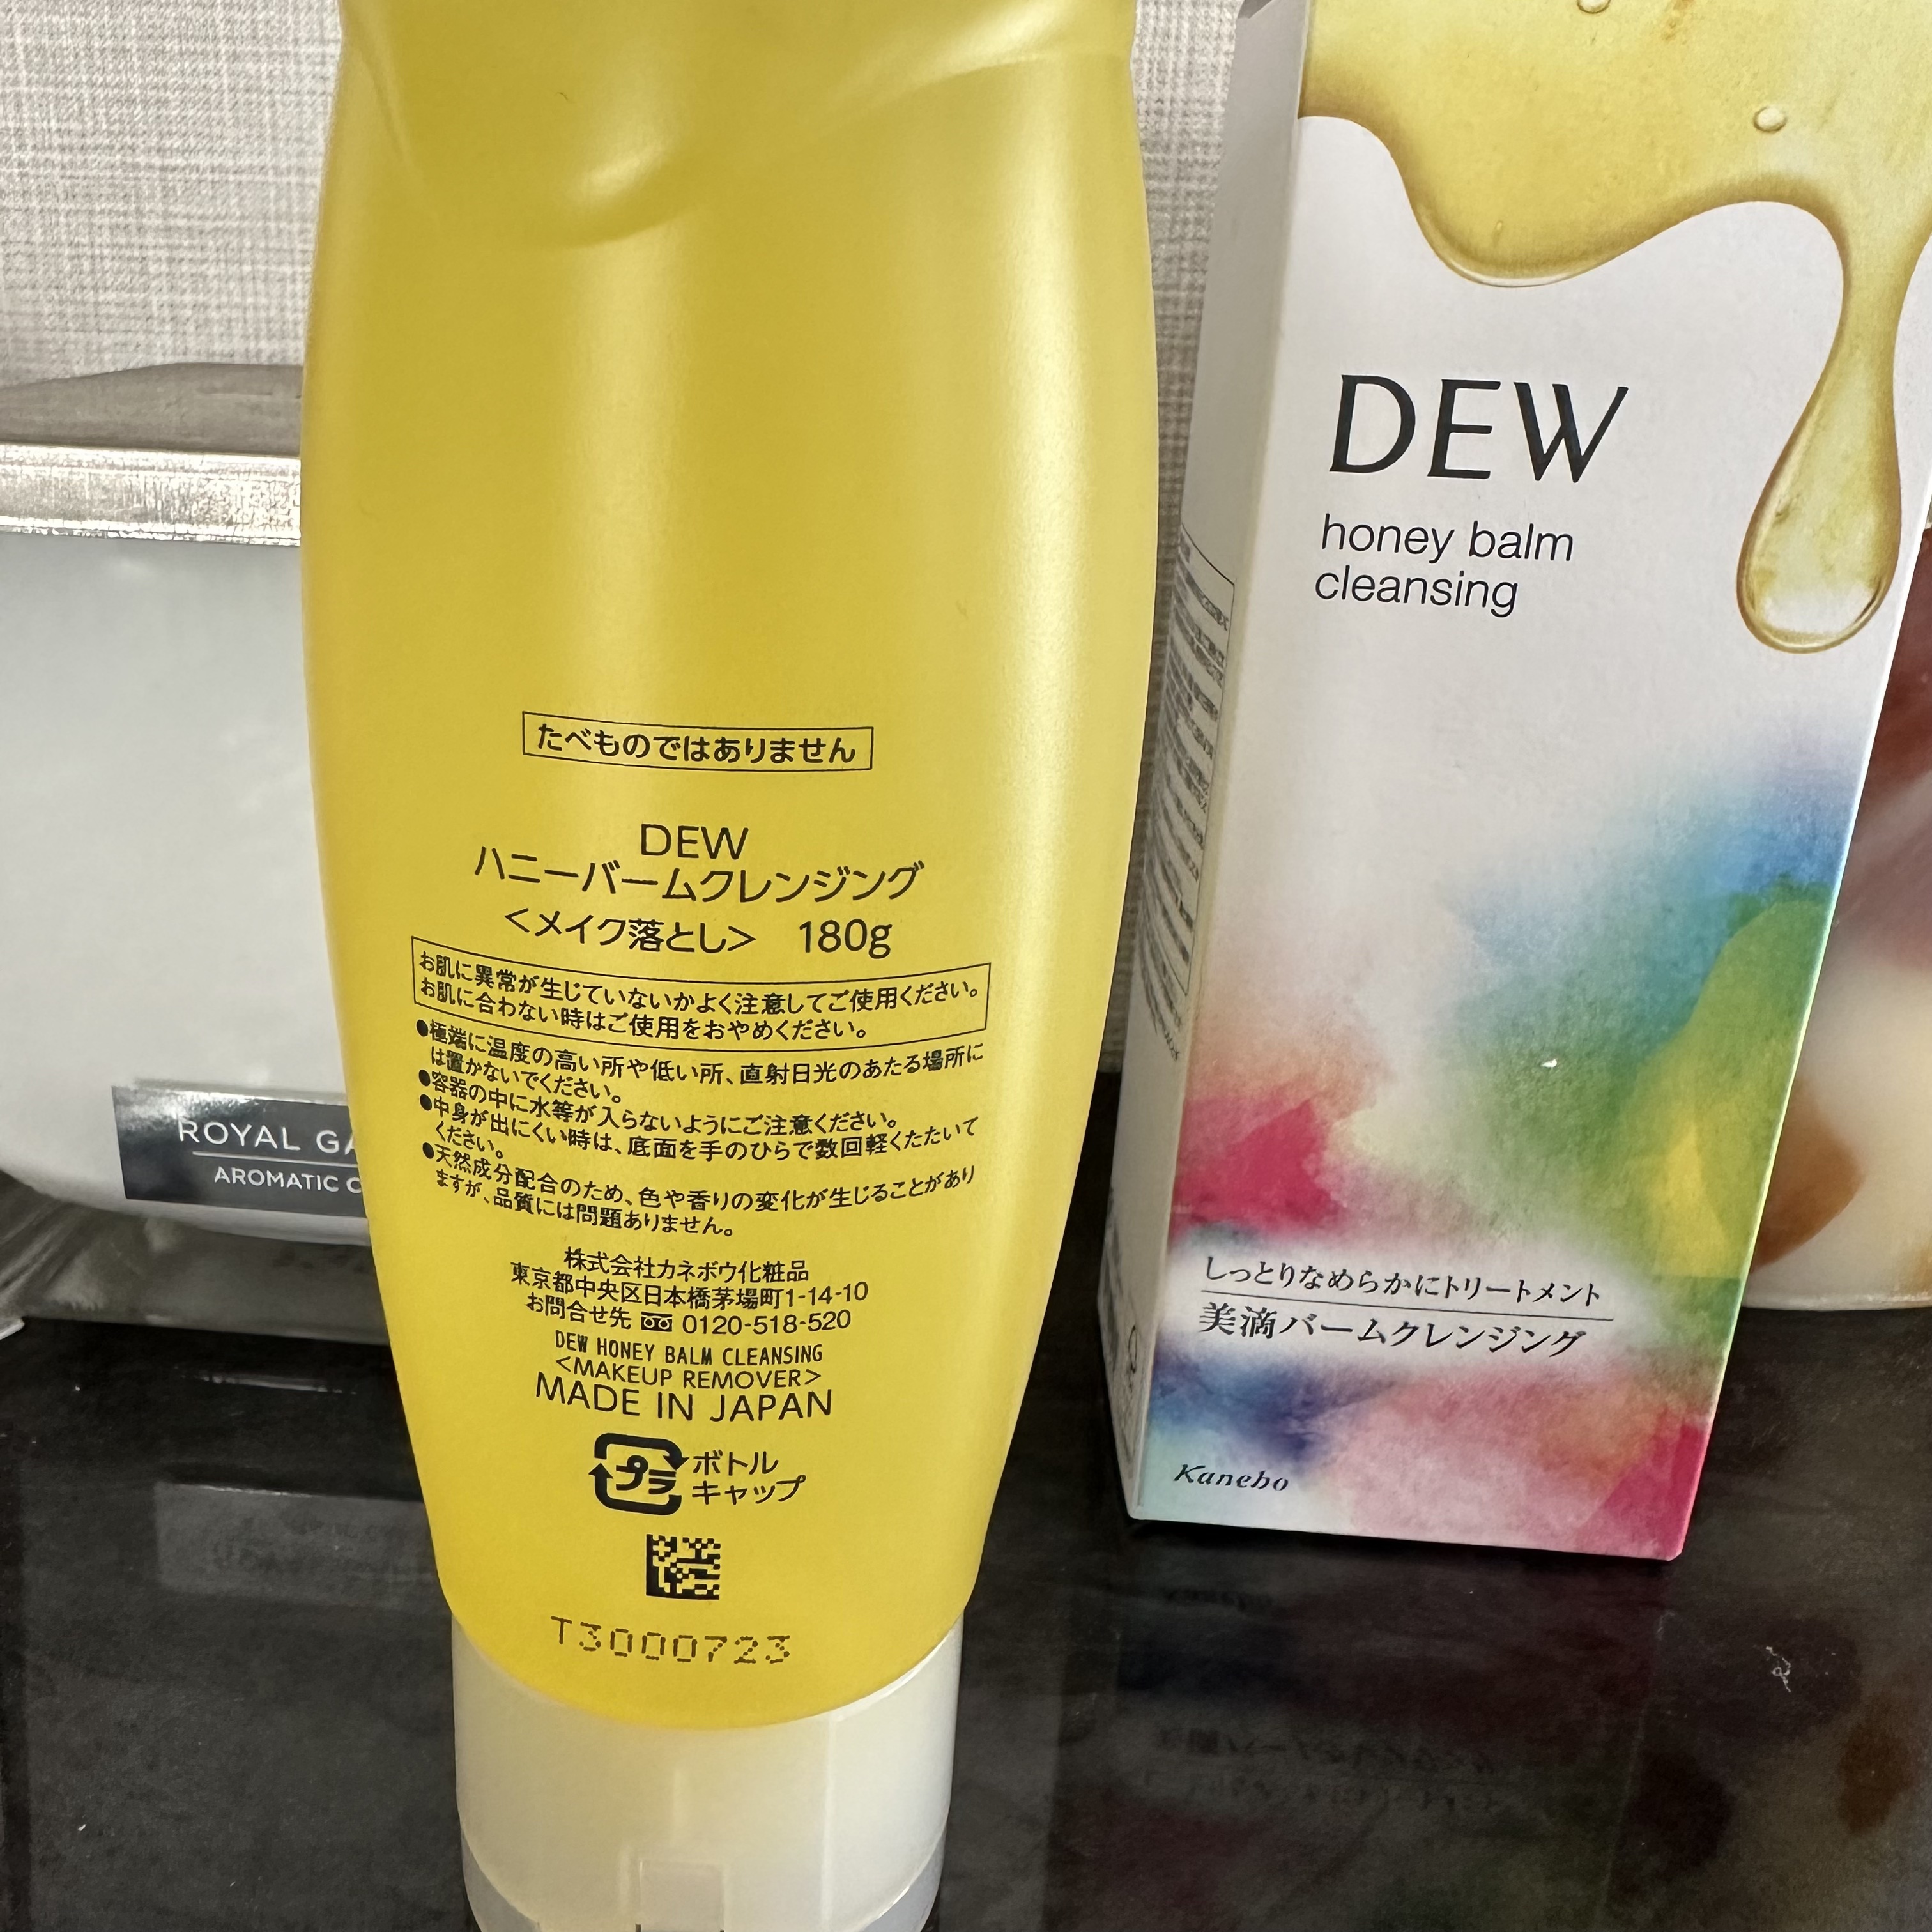 たべものではありません
DEW
ハニーバームクレンジング
<メイク落とし> 180g
お肌に異常が生じていないかよく注意してご使用ください。
お肌に合わない時はご使用をおやめください。
●極端に温度の高い所や低い所、直射日光のあたる場所に
は置かないでください。
●容器の中に水等が入らないようにご注意ください。
●中身が出にくい時は、底面を手のひらで数回軽くたたいて
ください。
●天然成分配合のため、色や香りの変化が生じることがあり
ますが、品質には問題ありません。
株式会社カネボウ化粧品
東京都中央区日本橋茅場町1-14-10
お問合せ先 0120-518-520
DEW HONEY BALM CLEANSING
<MAKEUP REMOVER>
MADE IN JAPAN
プラ ボトル
キャップ
T3000723
DEW
honey balm
cleansing
しっとりなめらかにトリートメント
美滴バームクレンジング
Kanebo
ROYAL
AROMATIC